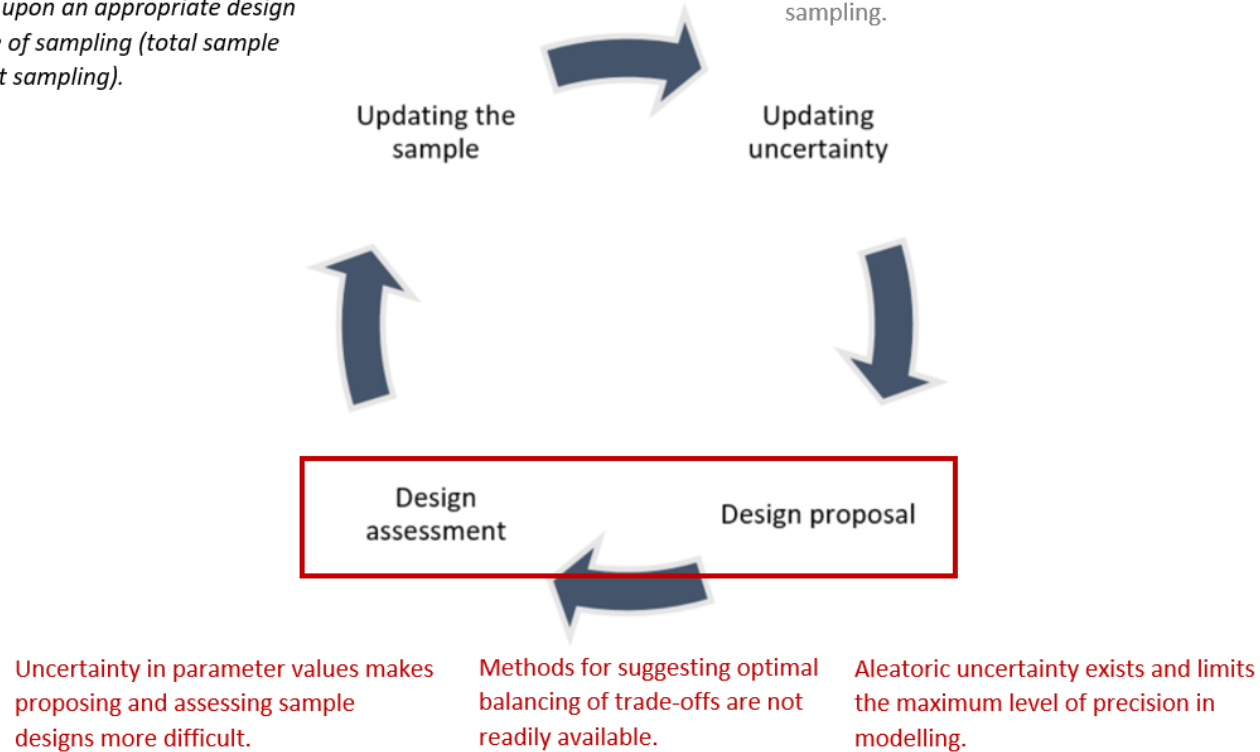 upon an appropriate design
of sampling (total sample
sampling).
sampling.
Updating the
sample
Updating
uncertainty
Design
assessment
Design proposal
Uncertainty in parameter values makes
proposing and assessing sample
designs more difficult.
Methods for suggesting optimal
balancing of trade-offs are not
readily available.
Aleatoric uncertainty exists and limits
the maximum level of precision in
modelling.